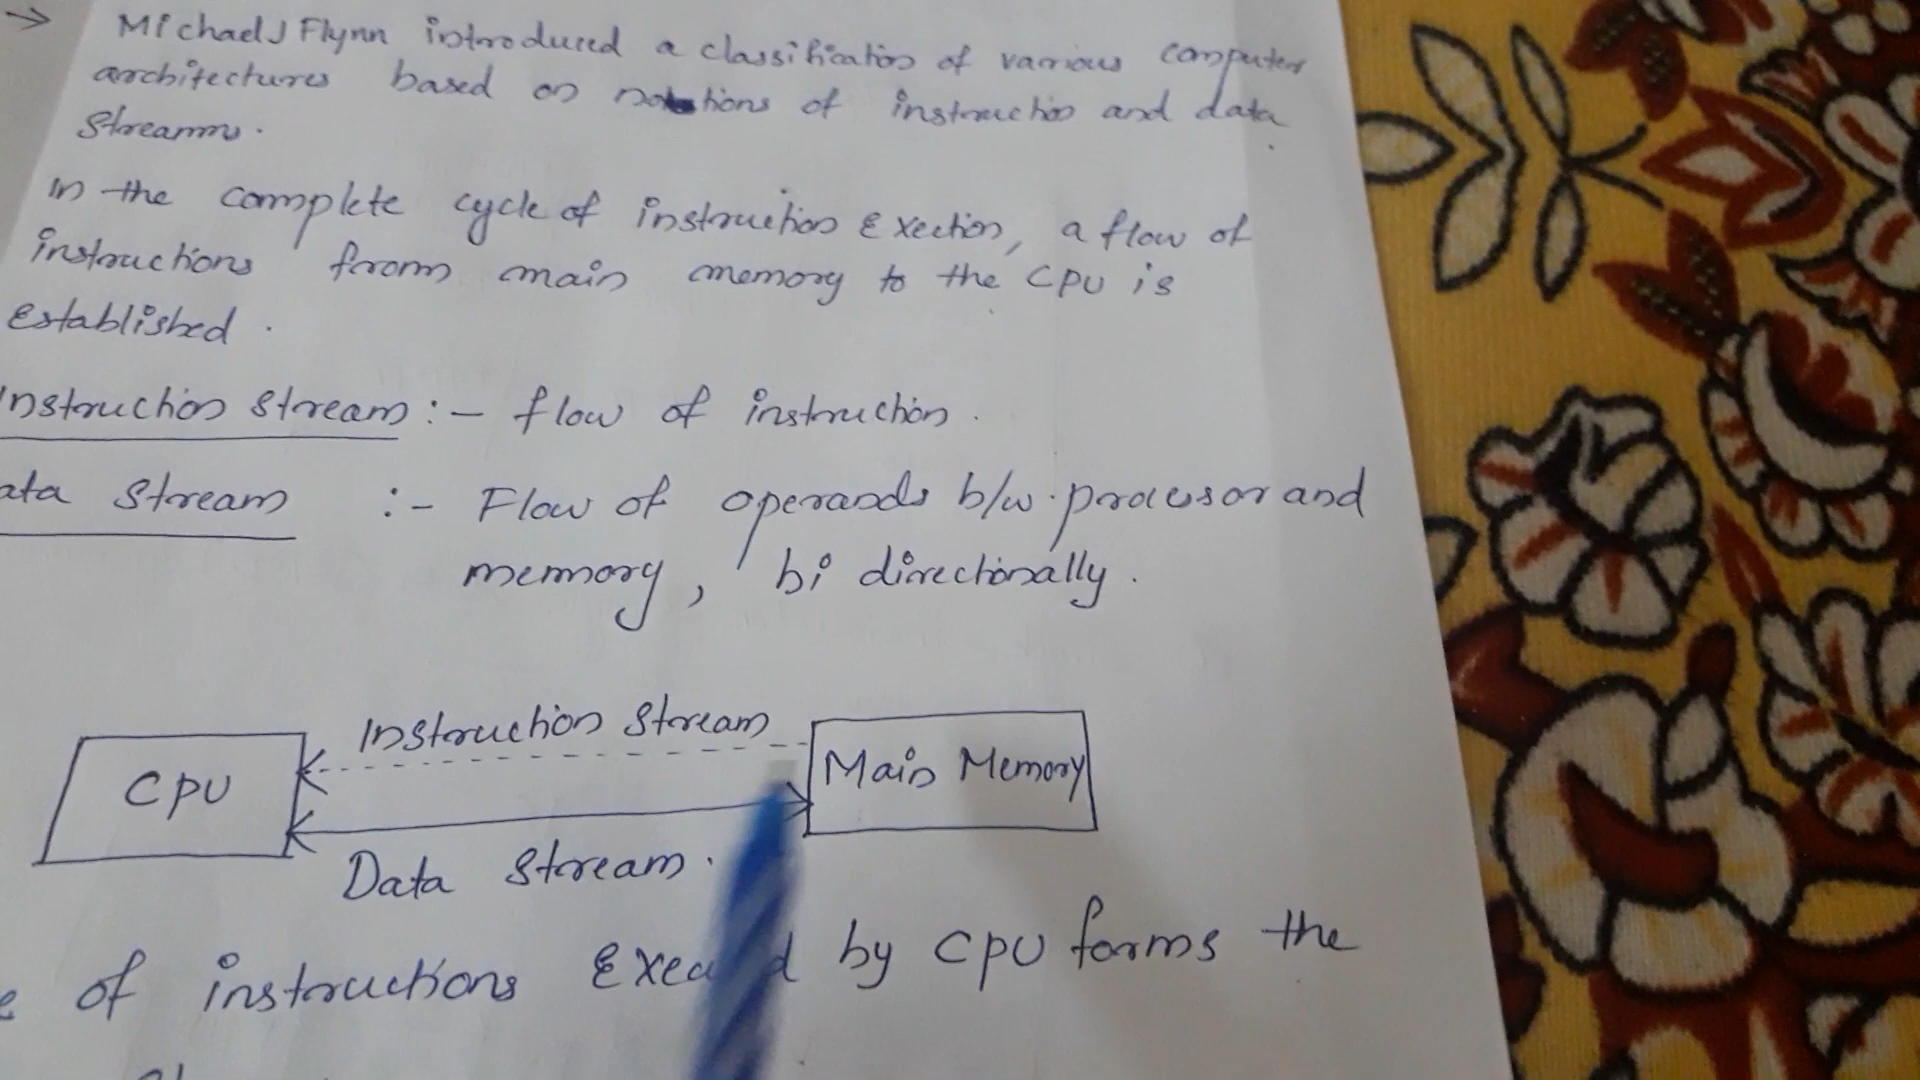 → Michael J Flynn introduced a classification of various computer
architectures based on notions of instruction and data
Streams.
In the complete cycle of instruction Exection, a flow of
instructions from main memory to the CPU is
Established.
Instruction Stream :- flow of instruction.
ata Stream :- Flow of operands b/w processor and
memory, bi directionally.
Instruction Stream
CPU
Main Memory
Data Stream.
of instructions by CPU forms the